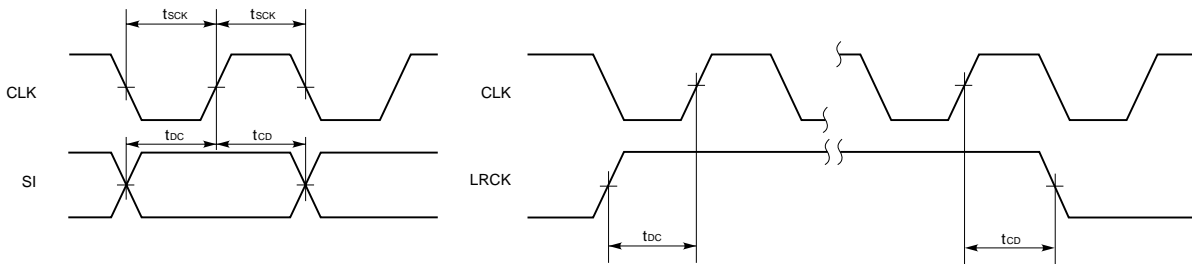 tSCK tSCK
CLK
tDC tCD
SI
CLK
LRCK
tDC
tCD